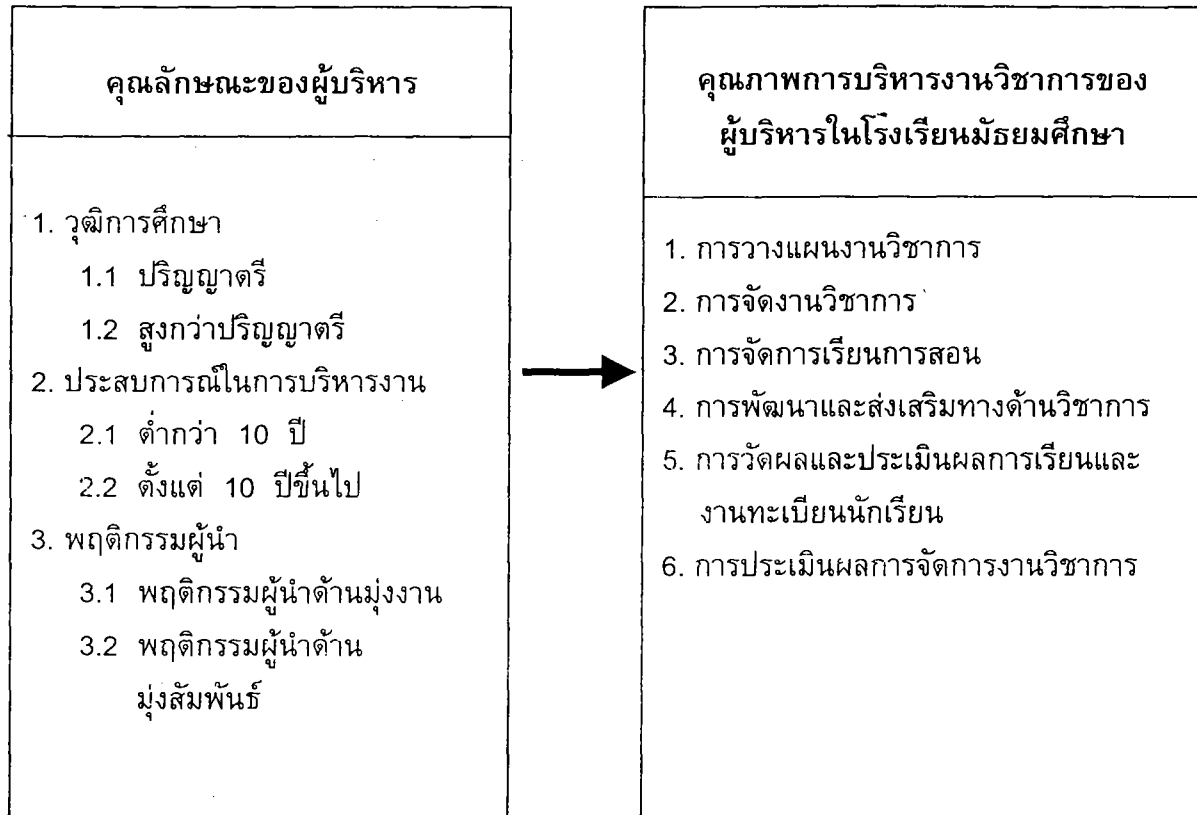 คุณลักษณะของผู้บริหาร
1. วุฒิการศึกษา
1.1 ปริญญาตรี
1.2 สูงกว่าปริญญาตรี
2. ประสบการณ์ในการบริหารงาน
2.1 ต่ำกว่า 10 ปี
2.2 ตั้งแต่ 10 ปีขึ้นไป
3. พฤติกรรมผู้นำ
3.1 พฤติกรรมผู้นำด้านมุ่งงาน
3.2 พฤติกรรมผู้นำด้าน
มุ่งสัมพันธ์
คุณภาพการบริหารงานวิชาการของ
ผู้บริหารในโรงเรียนมัธยมศึกษา
1. การวางแผนงานวิชาการ
2. การจัดงานวิชาการ
3. การจัดการเรียนการสอน
4. การพัฒนาและส่งเสริมทางด้านวิชาการ
5. การวัดผลและประเมินผลการเรียนและ
งานทะเบียนนักเรียน
6. การประเมินผลการจัดการงานวิชาการ